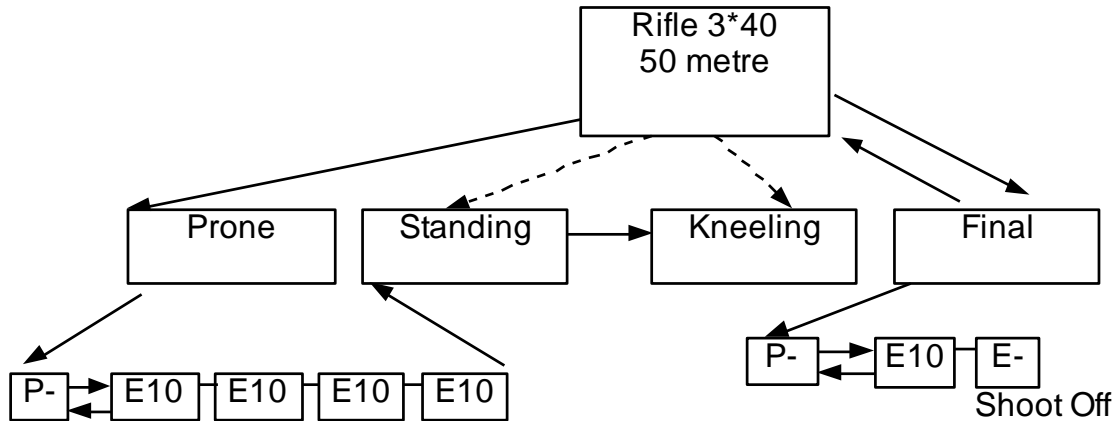 Rifle 3*40
50 metre
Prone
Standing
Kneeling
Final
P-
E10
E10
E10
E10
P-
E10
E-
Shoot Off